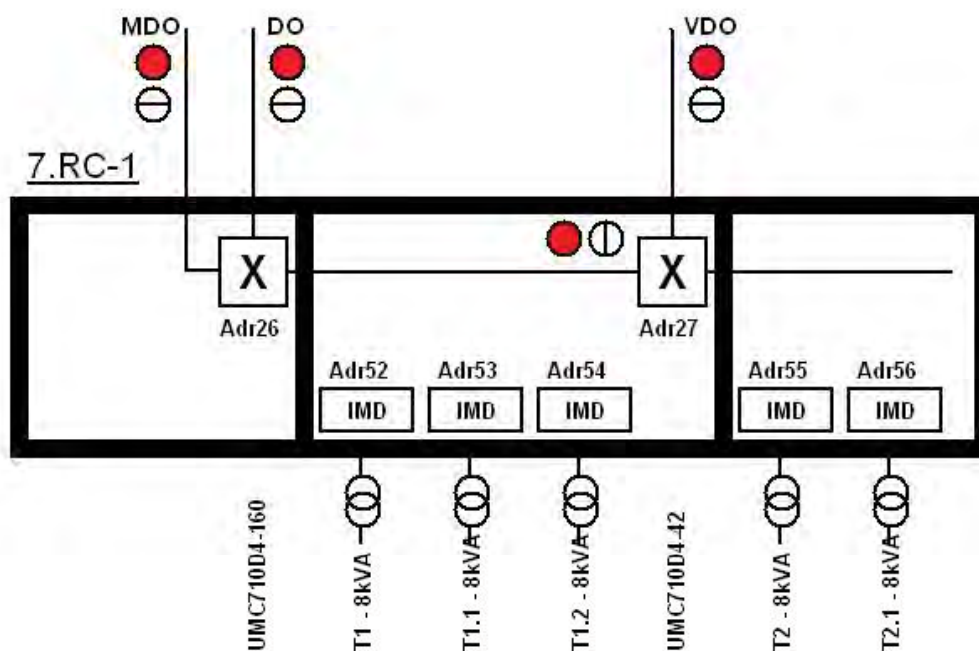 MDO
DO
VDO
7.RC-1
X
X
Adr26
Adr27
Adr52
Adr53
Adr54
Adr55
Adr56
IMD
IMD
IMD
IMD
IMD
UMC710D4-160
T1 - 8kVA
T1.1 - 8kVA
T1.2 - 8kVA
UMC710D4-42
T2 - 8kVA
T2.1 - 8kVA